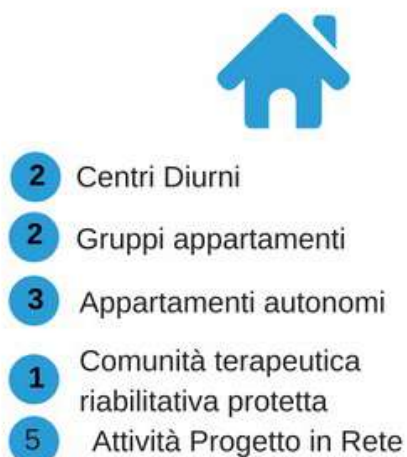 2 Centri Diurni
2 Gruppi appartamenti
3 Appartamenti autonomi
1 Comunità terapeutica
riabilitativa protetta
5 Attività Progetto in Rete